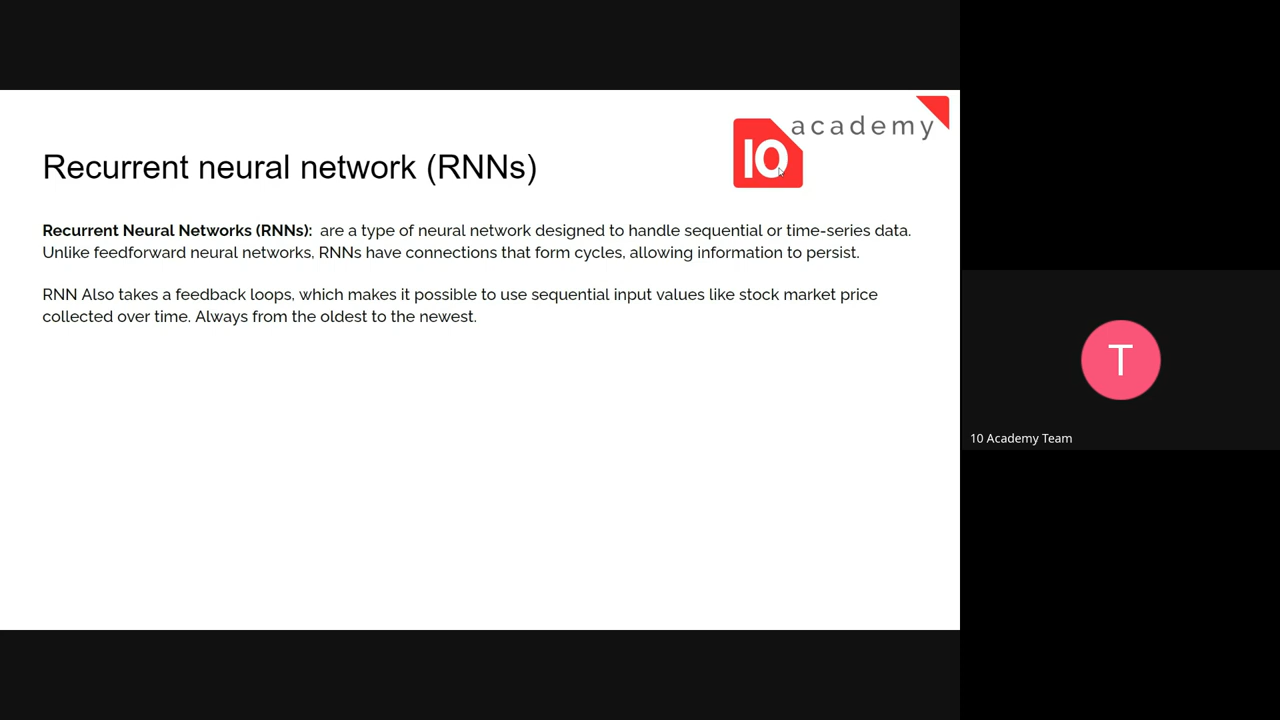 10 academy
Recurrent neural network (RNNs)
Recurrent Neural Networks (RNNs): are a type of neural network designed to handle sequential or time-series data.
Unlike feedforward neural networks, RNNs have connections that form cycles, allowing information to persist.
RNN Also takes a feedback loops, which makes it possible to use sequential input values like stock market price
collected over time. Always from the oldest to the newest.
T
10 Academy Team